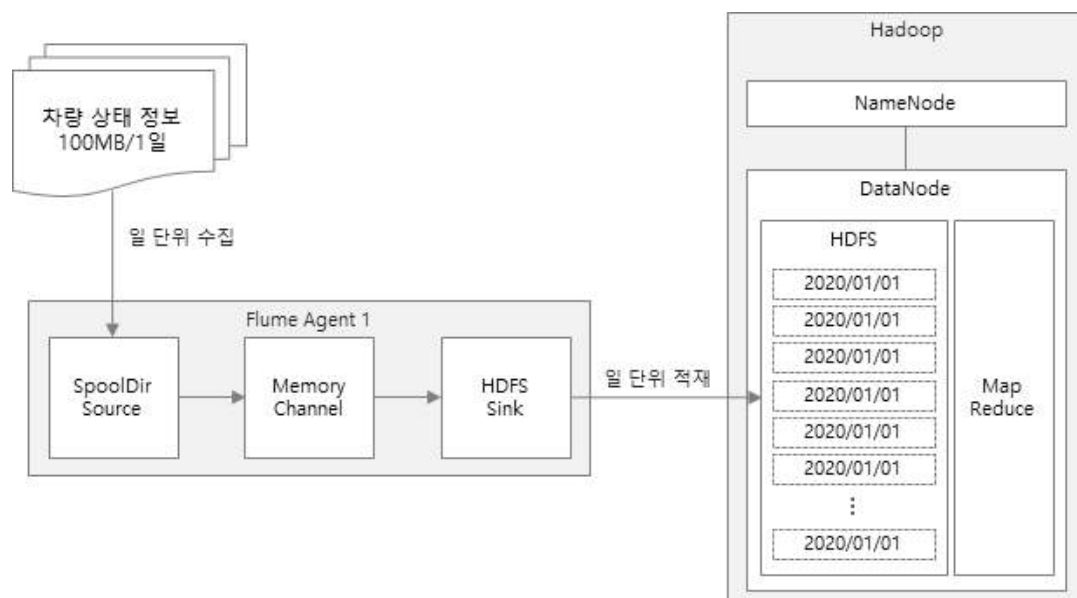 차량 상태 정보
100MB/1일
일 단위 수집
Flume Agent 1
SpoolDir
Source
Memory
Channel
HDFS
Sink
일 단위 적재
Hadoop
NameNode
DataNode
HDFS
2020/01/01
2020/01/01
2020/01/01
2020/01/01
2020/01/01
2020/01/01
⋮
2020/01/01
Map
Reduce